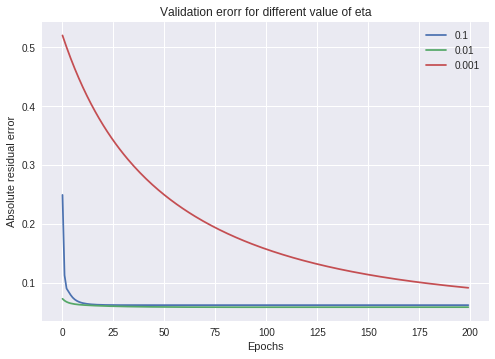 Validation erorr for different value of eta
0.1
0.01
0.001
Absolute residual error
0.5
0.4
0.3
0.2
0.1
0 25 50 75 100 125 150 175 200
Epochs